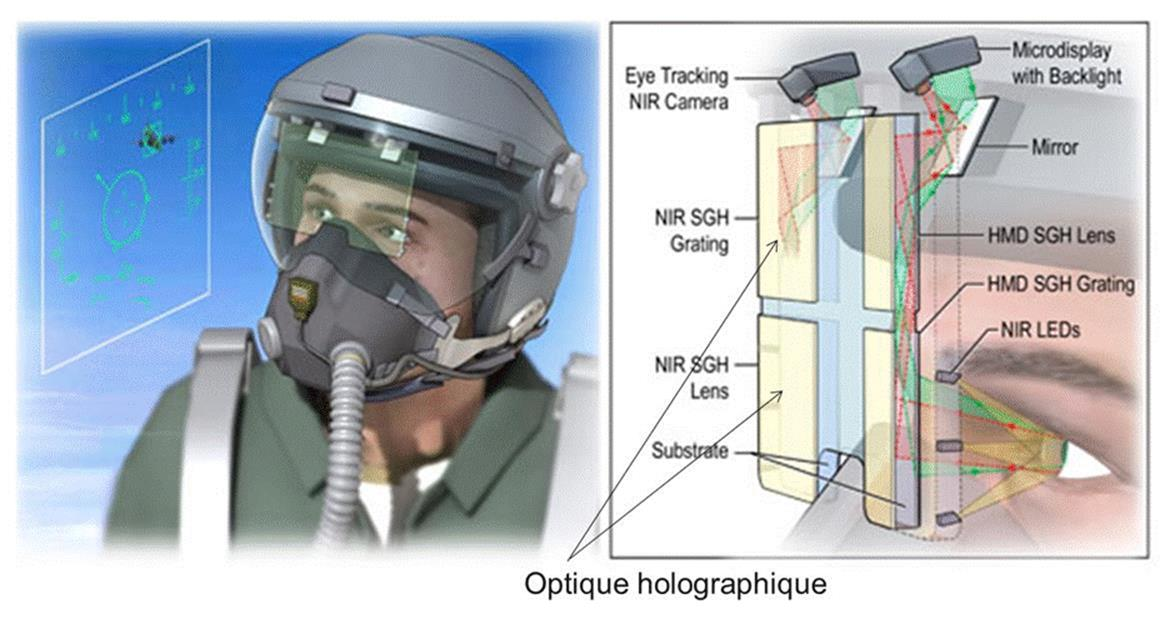 Eye Tracking
NIR Camera
Microdisplay
with Backlight
Mirror
NIR SGH
Grating
HMD SGH Lens
HMD SGH Grating
NIR LEDs
NIR SGH
Lens
Substrate
Optique holographique